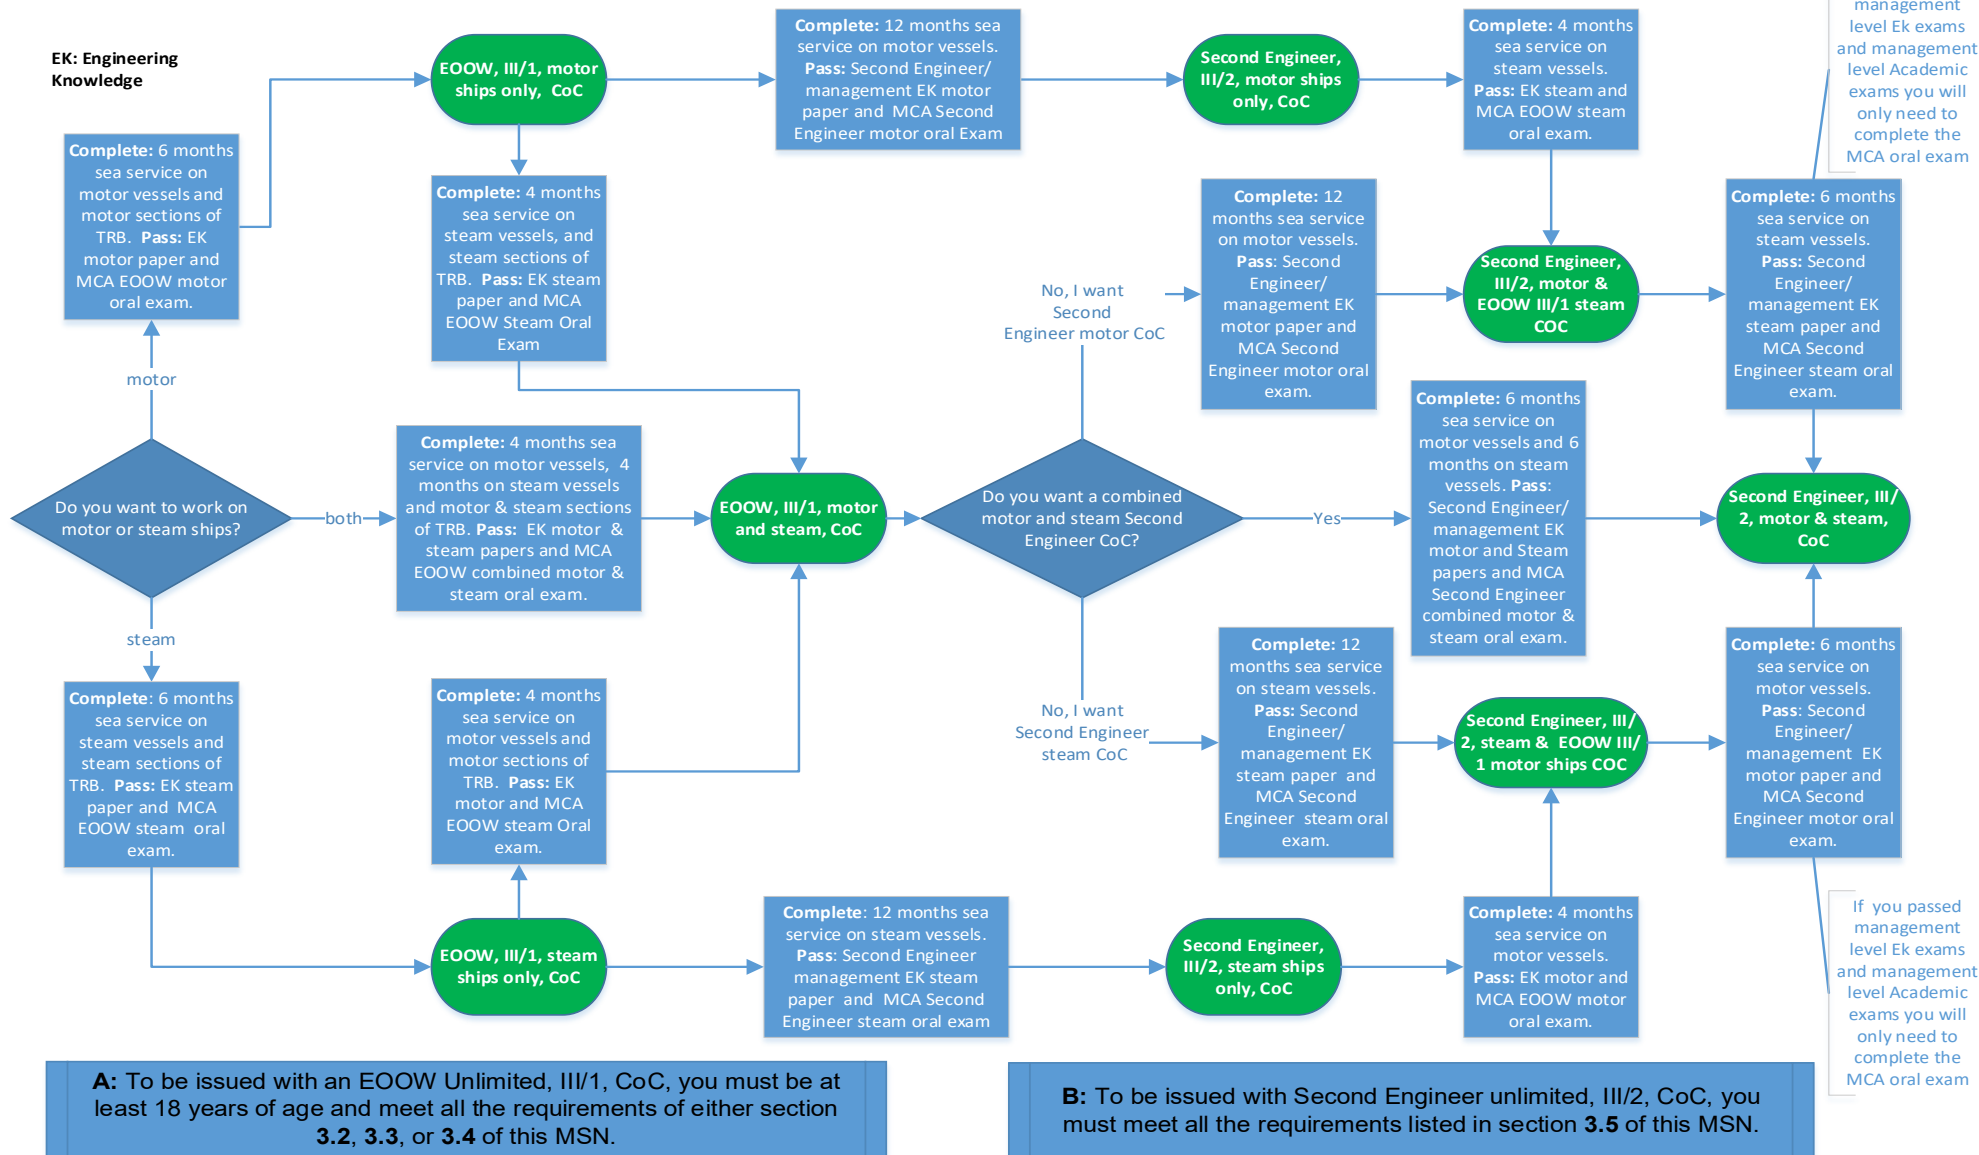 EK: Engineering
Knowledge
EOOW, III/1, motor
ships only,  CoC
Complete: 12 months sea
service on motor vessels.
Pass: Second Engineer/
management EK motor
paper and  MCA Second
Engineer motor oral Exam
Second Engineer,
III/2, motor ships
only, CoC
Complete: 4 months
sea service on
steam vessels.
Pass: EK steam and
MCA EOOW steam
oral exam.
management
level Ek exams
and management
level Academic
exams you will
only need to
complete the
MCA oral exam
Complete: 6 months
sea service on
motor vessels and
motor sections of
TRB.  Pass: EK
motor paper and
MCA EOOW motor
oral exam.
Complete: 4 months
sea service on
steam vessels, and
steam sections of
TRB.  Pass: EK steam
paper and MCA
EOOW Steam Oral
Exam
Complete: 12
months sea service
on motor vessels.
Pass: Second
Engineer/
management EK
motor paper and
MCA Second
Engineer motor oral
exam.
Second Engineer,
III/2, motor &
EOOW III/1 steam
COC
Complete: 6 months
sea service on
steam vessels.
Pass: Second
Engineer/
management EK
steam paper and
MCA Second
Engineer steam oral
exam.
No, I want
Second
Engineer motor CoC
motor
Do you want to work on
motor or steam ships?
both
Complete: 4 months sea
service on motor vessels,  4
months on steam vessels
and motor & steam sections
of TRB. Pass:  EK motor  &
steam papers and MCA
EOOW combined motor &
steam oral exam.
EOOW, III/1, motor
and steam, CoC
Do you want a combined
motor and steam Second
Engineer CoC?
Yes
Complete: 6 months
sea service on
motor vessels and 6
months on steam
vessels. Pass:
Second Engineer/
management EK
motor and Steam
papers and MCA
Second Engineer
combined motor &
steam oral exam.
Second Engineer, III/
2, motor & steam,
CoC
steam
Complete: 6 months
sea service on
steam vessels and
steam sections of
TRB. Pass: EK steam
paper and  MCA
EOOW steam  oral
exam.
Complete: 4 months
sea service on
motor vessels and
motor sections of
TRB.  Pass: EK
motor and MCA
EOOW steam Oral
exam.
No, I want
Second Engineer
steam CoC
Complete: 12
months sea service
on steam vessels.
Pass: Second
Engineer/
management EK
steam paper  and
MCA Second
Engineer  steam oral
exam.
Second Engineer, III/
2, steam &  EOOW III/
1 motor ships COC
Complete: 6 months
sea service on
motor vessels.
Pass: Second
Engineer/
management  EK
motor paper and
MCA Second
Engineer motor oral
exam.
EOOW, III/1, steam
ships only, CoC
Complete: 12 months sea
service on steam vessels.
Pass: Second Engineer
management EK steam
paper  and  MCA Second
Engineer steam oral exam
Second Engineer,
III/2, steam ships
only, CoC
Complete: 4 months
sea service on
motor vessels.
Pass: EK motor and
MCA EOOW motor
oral exam.
If  you passed
management
level Ek exams
and management
level Academic
exams you will
only need to
complete the
MCA oral exam
A: To be issued with an EOOW Unlimited, III/1, CoC, you must be at
least 18 years of age and meet all the requirements of either section
3.2, 3.3, or 3.4 of this MSN.
B: To be issued with Second Engineer unlimited, III/2, CoC, you
must meet all the requirements listed in section 3.5 of this MSN.